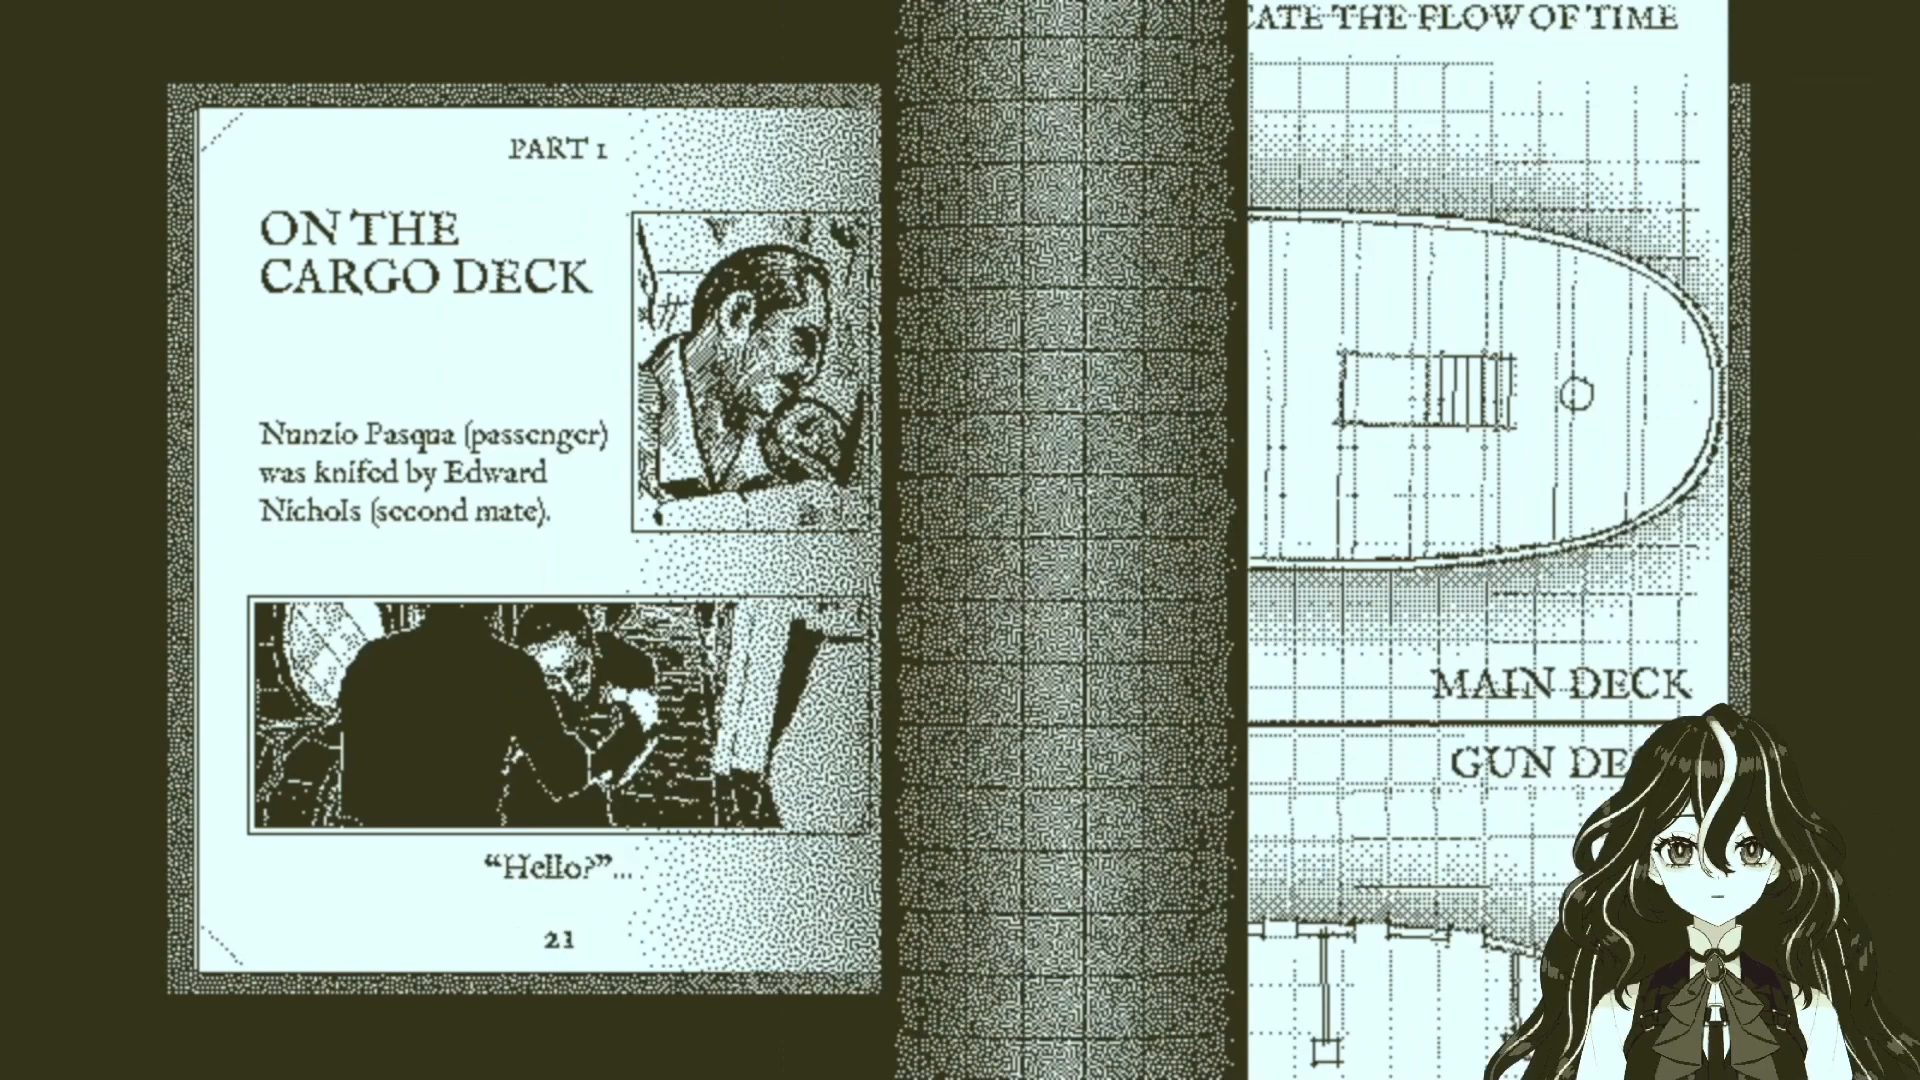 PART 1
ON THE
CARGO DECK
Nunzio Pasqua (passenger)
was knifed by Edward
Nichols (second mate).
“Hello?”...
21
CATE THE FLOW OF TIME
MAIN DECK
GUN DE